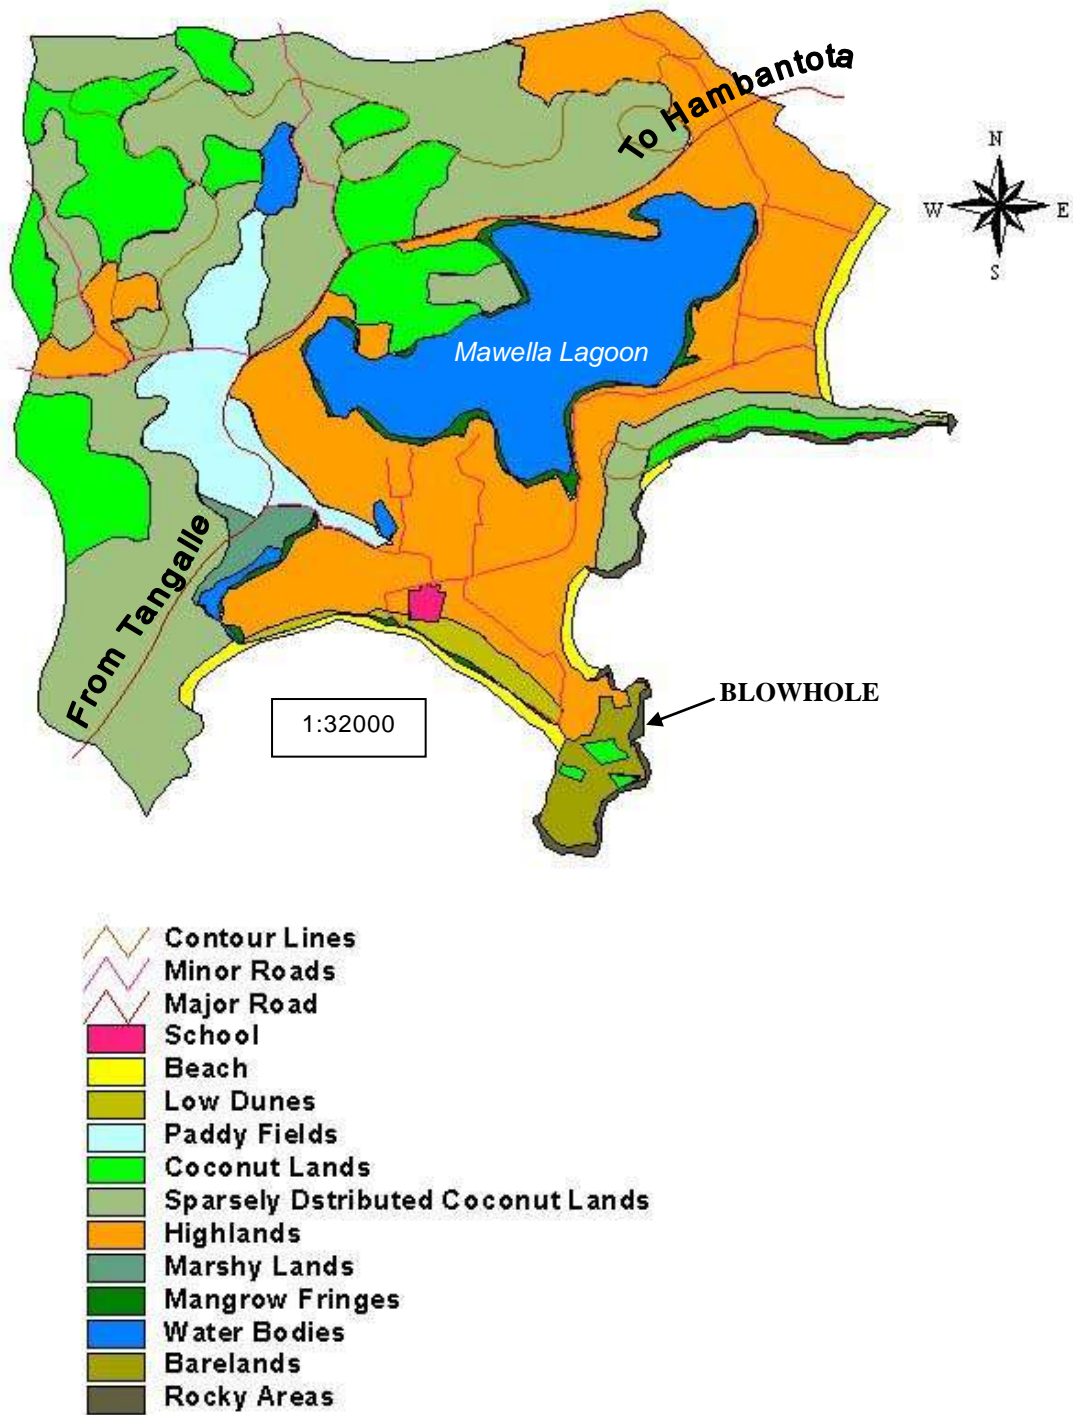 To Hambantota
N
W
E
S
Mawella Lagoon
From Tangalle
BLOWHOLE
1:32000
Contour Lines
Minor Roads
Major Road
School
Beach
Low Dunes
Paddy Fields
Coconut Lands
Sparsely Dstributed Coconut Lands
Highlands
Marshy Lands
Mangrow Fringes
Water Bodies
Barelands
Rocky Areas